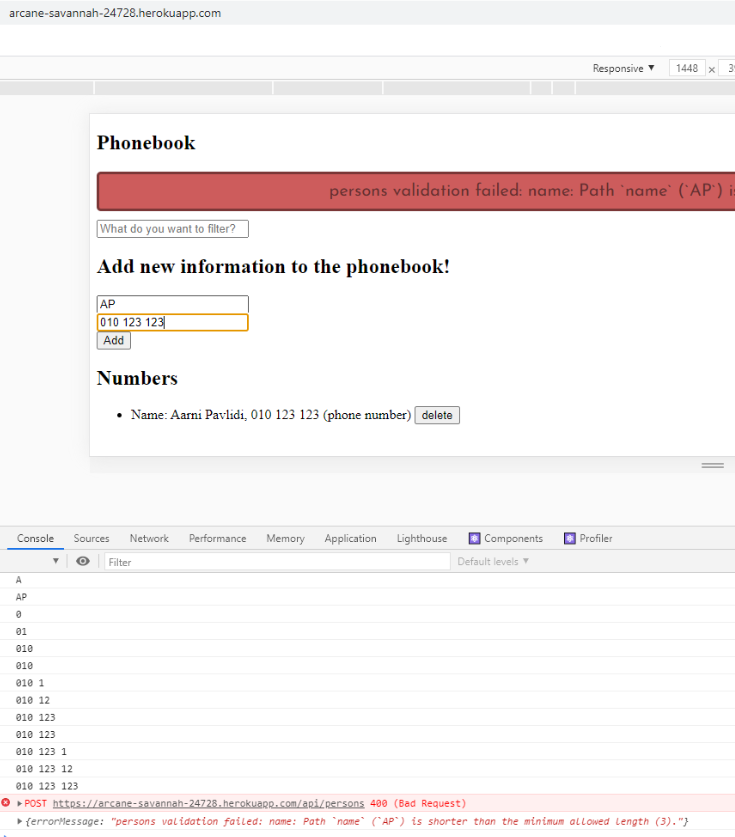 arcane-savannah-24728.herokuapp.com
Responsive ▼ 1448 × 39
Phonebook
persons validation failed: name: Path `name` (`AP`) is
What do you want to filter?
Add new information to the phonebook!
AP
010 123 123
Add
Numbers
• Name: Aarni Pavlidi, 010 123 123 (phone number) delete
Console Sources Network Performance Memory Application Lighthouse Components Profiler
▼ Filter Default levels ▼
A
AP
0
01
010
010
010 1
010 12
010 123
010 123
010 123 1
010 123 12
010 123 123
▶POST https://arcane-savannah-24728.herokuapp.com/api/persons 400 (Bad Request)
▶{errorMessage: "persons validation failed: name: Path `name` (`AP`) is shorter than the minimum allowed length (3)."}